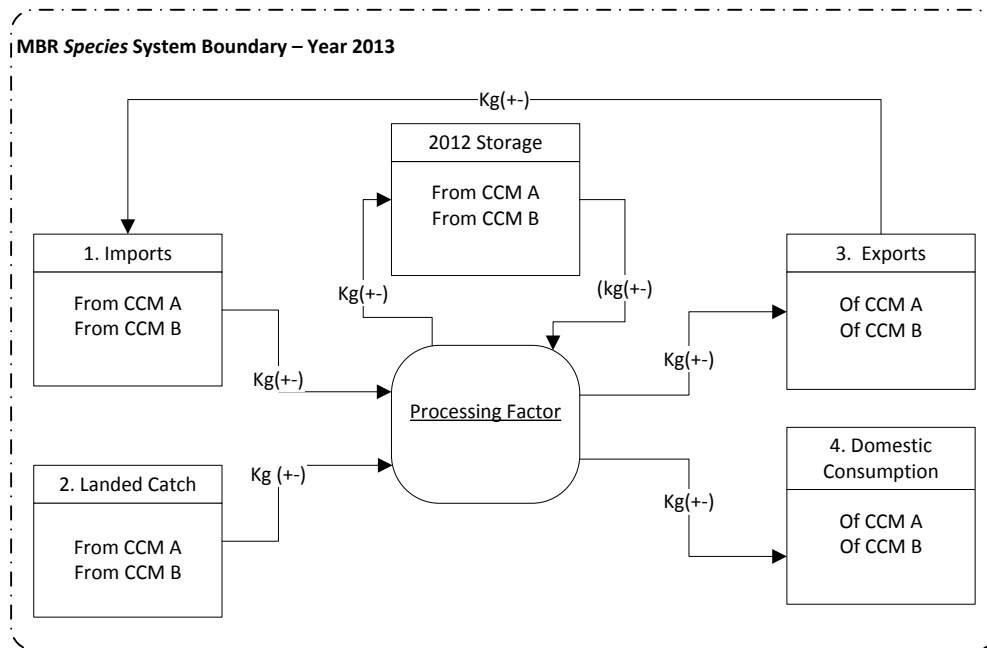 MBR Species System Boundary – Year 2013
Kg(+-)
2012 Storage
From CCM A
From CCM B
1. Imports
From CCM A
From CCM B
Kg(+-)
(kg(+-)
3. Exports
Of CCM A
Of CCM B
Kg(+-)
Kg(+-)
Processing Factor
2. Landed Catch
From CCM A
From CCM B
Kg (+-)
Kg(+-)
4. Domestic
Consumption
Of CCM A
Of CCM B